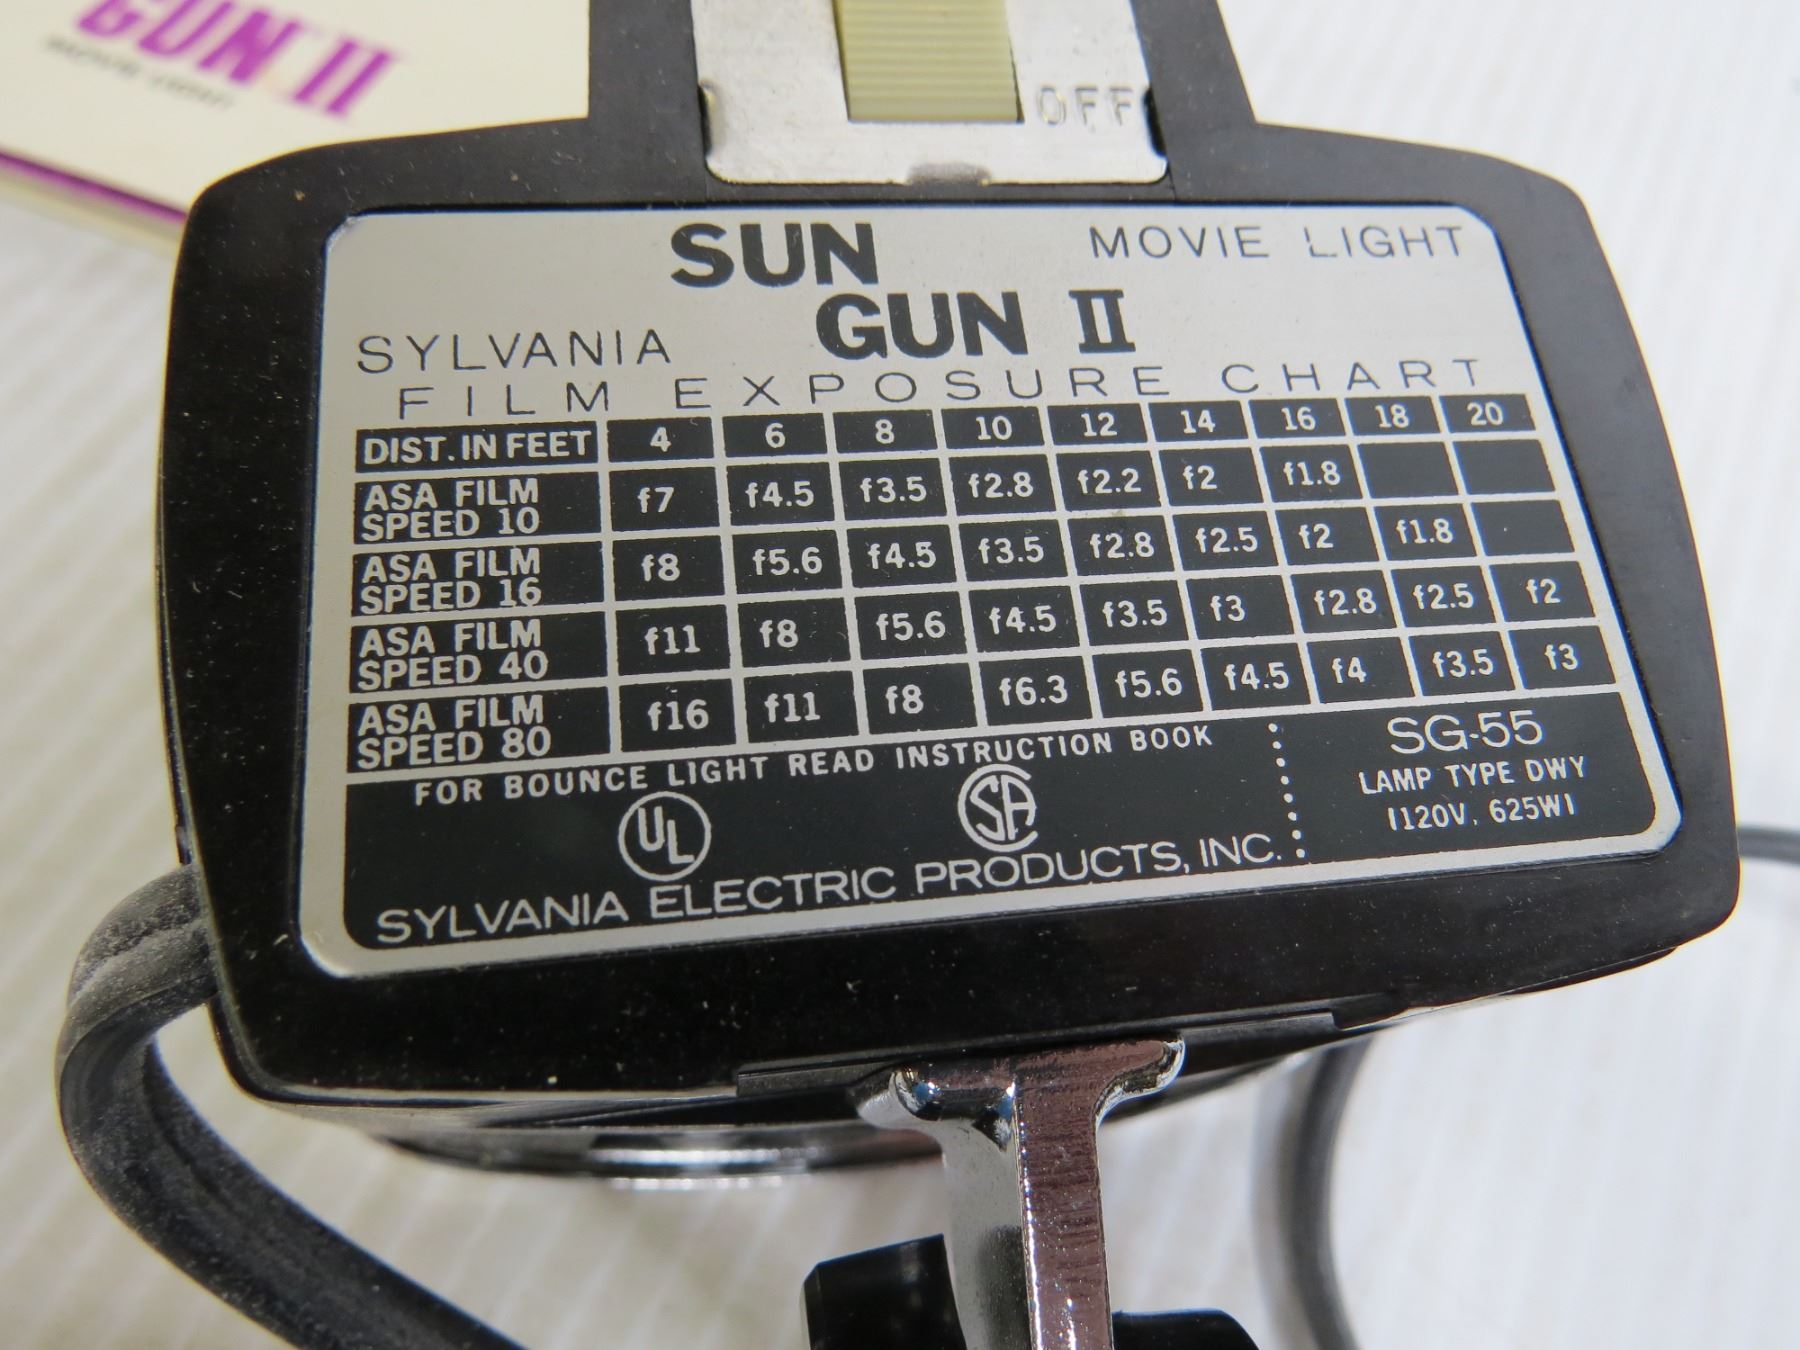 GUN II
MOVIE LIGHT
OFF
SUN
MOVIE LIGHT
GUN II
SYLVANIA
FILM EXPOSURE CHART
DIST. IN FEET 4 6 8 10 12 14 16 18 20
ASA FILM SPEED 10 f7 f4.5 f3.5 f2.8 f2.2 f2 f1.8
ASA FILM SPEED 16 f8 f5.6 f4.5 f3.5 f2.8 f2.5 f2 f1.8
ASA FILM SPEED 40 f11 f8 f5.6 f4.5 f3.5 f3 f2.8 f2.5 f2
ASA FILM SPEED 80 f16 f11 f8 f6.3 f5.6 f4.5 f4 f3.5 f3
FOR BOUNCE LIGHT READ INSTRUCTION BOOK
UL
SA
SYLVANIA ELECTRIC PRODUCTS, INC.
SG-55
LAMP TYPE DWY
(120V, 625W)